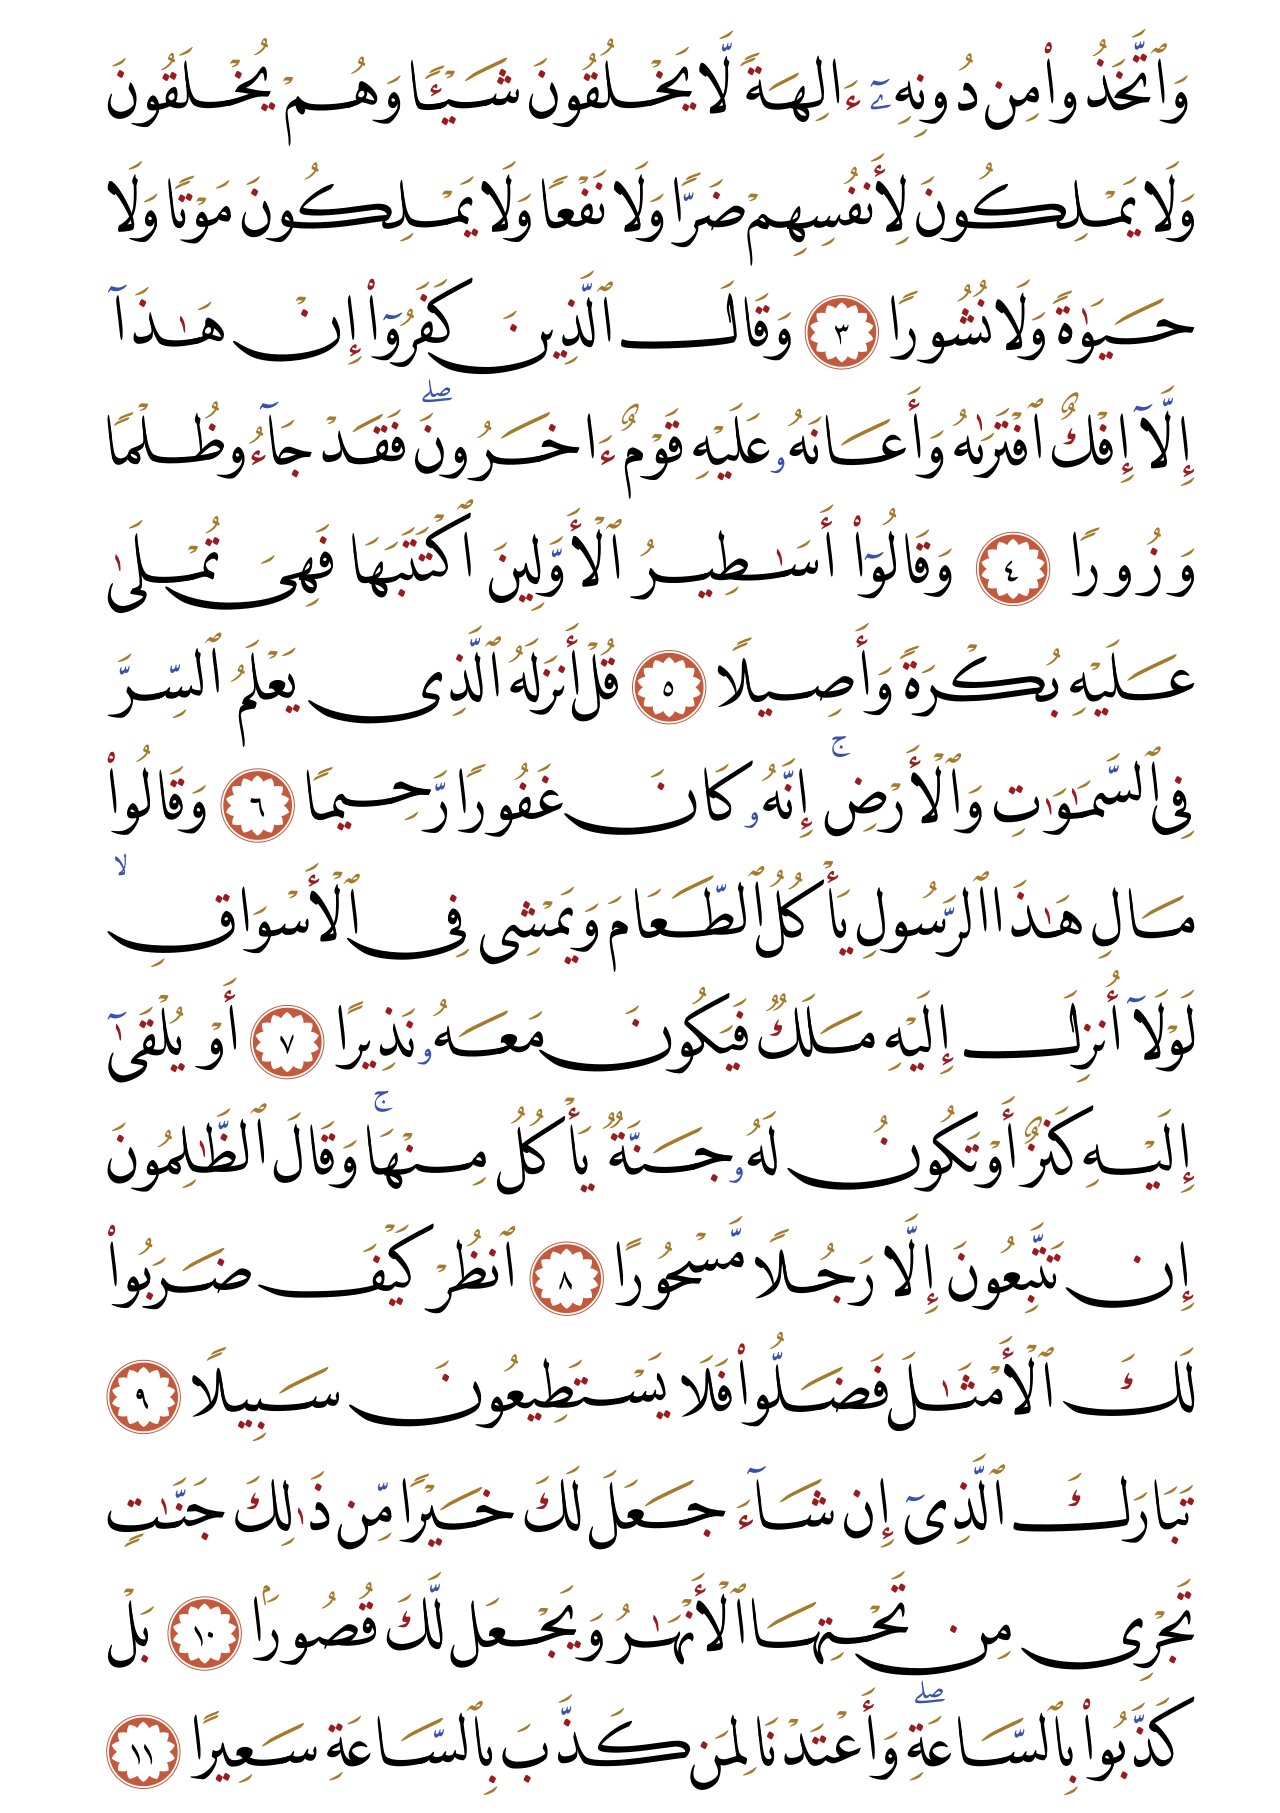 وَٱتَّخَذُوا۟ مِن دُونِهِۦٓ ءَالِهَةً لَّا يَخْلُقُونَ شَيْـًٔا وَهُمْ يُخْلَقُونَ
وَلَا يَمْلِكُونَ لِأَنفُسِهِمْ ضَرًّا وَلَا نَفْعًا وَلَا يَمْلِكُونَ مَوْتًا وَلَا
حَيَوٰةً وَلَا نُشُورًا ٣ وَقَالَ ٱلَّذِينَ كَفَرُوٓا۟ إِنْ هَـٰذَآ
إِلَّآ إِفْكٌ ٱفْتَرَىٰهُ وَأَعَانَهُۥ عَلَيْهِ قَوْمٌ ءَاخَرُونَ ۖ فَقَدْ جَآءُو ظُلْمًا
وَزُورًا ٤ وَقَالُوٓا۟ أَسَـٰطِيرُ ٱلْأَوَّلِينَ ٱكْتَتَبَهَا فَهِىَ تُمْلَىٰ
عَلَيْهِ بُكْرَةً وَأَصِيلًا ٥ قُلْ أَنزَلَهُ ٱلَّذِى يَعْلَمُ ٱلسِّرَّ
فِى ٱلسَّمَـٰوَٰتِ وَٱلْأَرْضِ ۚ إِنَّهُۥ كَانَ غَفُورًا رَّحِيمًا ٦ وَقَالُوا۟
مَالِ هَـٰذَا ٱلرَّسُولِ يَأْكُلُ ٱلطَّعَامَ وَيَمْشِى فِى ٱلْأَسْوَاقِ ۙ
لَوْلَآ أُنزِلَ إِلَيْهِ مَلَكٌ فَيَكُونَ مَعَهُۥ نَذِيرًا ٧ أَوْ يُلْقَىٰٓ
إِلَيْهِ كَنزٌ أَوْ تَكُونُ لَهُۥ جَنَّةٌ يَأْكُلُ مِنْهَا ۚ وَقَالَ ٱلظَّـٰلِمُونَ
إِن تَتَّبِعُونَ إِلَّا رَجُلًا مَّسْحُورًا ٨ ٱنظُرْ كَيْفَ ضَرَبُوا۟
لَكَ ٱلْأَمْثَـٰلَ فَضَلُّوا۟ فَلَا يَسْتَطِيعُونَ سَبِيلًا ٩
تَبَارَكَ ٱلَّذِىٓ إِن شَآءَ جَعَلَ لَكَ خَيْرًا مِّن ذَٰلِكَ جَنَّـٰتٍ
تَجْرِى مِن تَحْتِهَا ٱلْأَنْهَـٰرُ وَيَجْعَل لَّكَ قُصُورًۢا ١٠ بَلْ
كَذَّبُوا۟ بِٱلسَّاعَةِ ۖ وَأَعْتَدْنَا لِمَن كَذَّبَ بِٱلسَّاعَةِ سَعِيرًا ١١